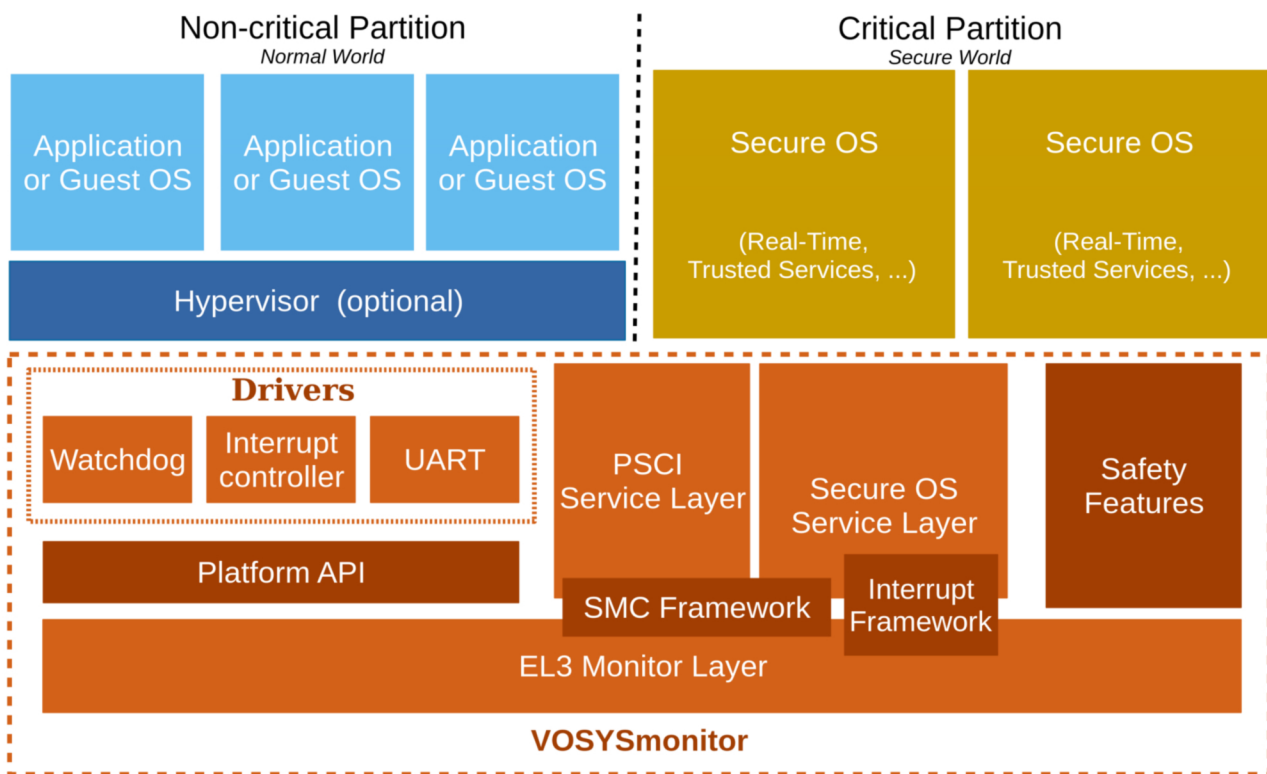 Non-critical Partition
Normal World
Critical Partition
Secure World
Application
or Guest OS
Application
or Guest OS
Application
or Guest OS
Secure OS
(Real-Time,
Trusted Services, ...)
Secure OS
(Real-Time,
Trusted Services, ...)
Hypervisor (optional)
Drivers
Watchdog
Interrupt
controller
UART
PSCI
Service Layer
Secure OS
Service Layer
Safety
Features
Platform API
SMC Framework
Interrupt
Framework
EL3 Monitor Layer
VOSYSmonitor